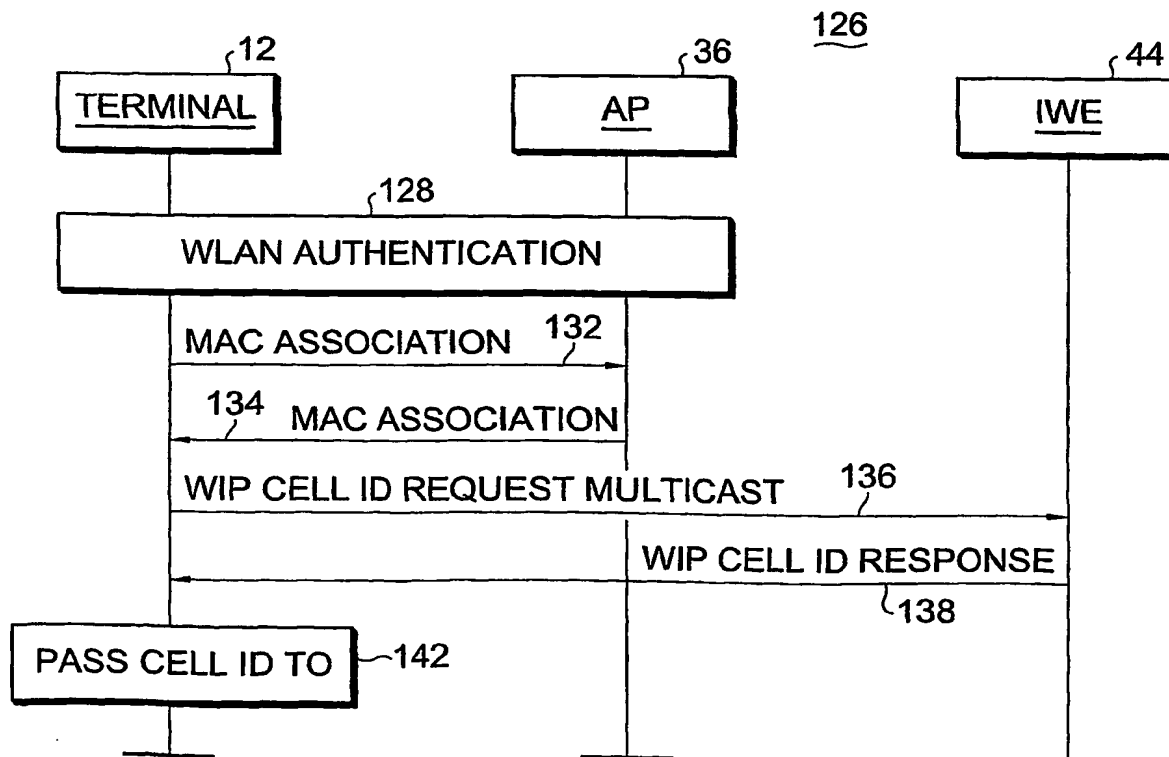 126
12
36
44
TERMINAL
AP
IWE
128
WLAN AUTHENTICATION
MAC ASSOCIATION
132
134
MAC ASSOCIATION
WIP CELL ID REQUEST MULTICAST
136
WIP CELL ID RESPONSE
138
PASS CELL ID TO
142